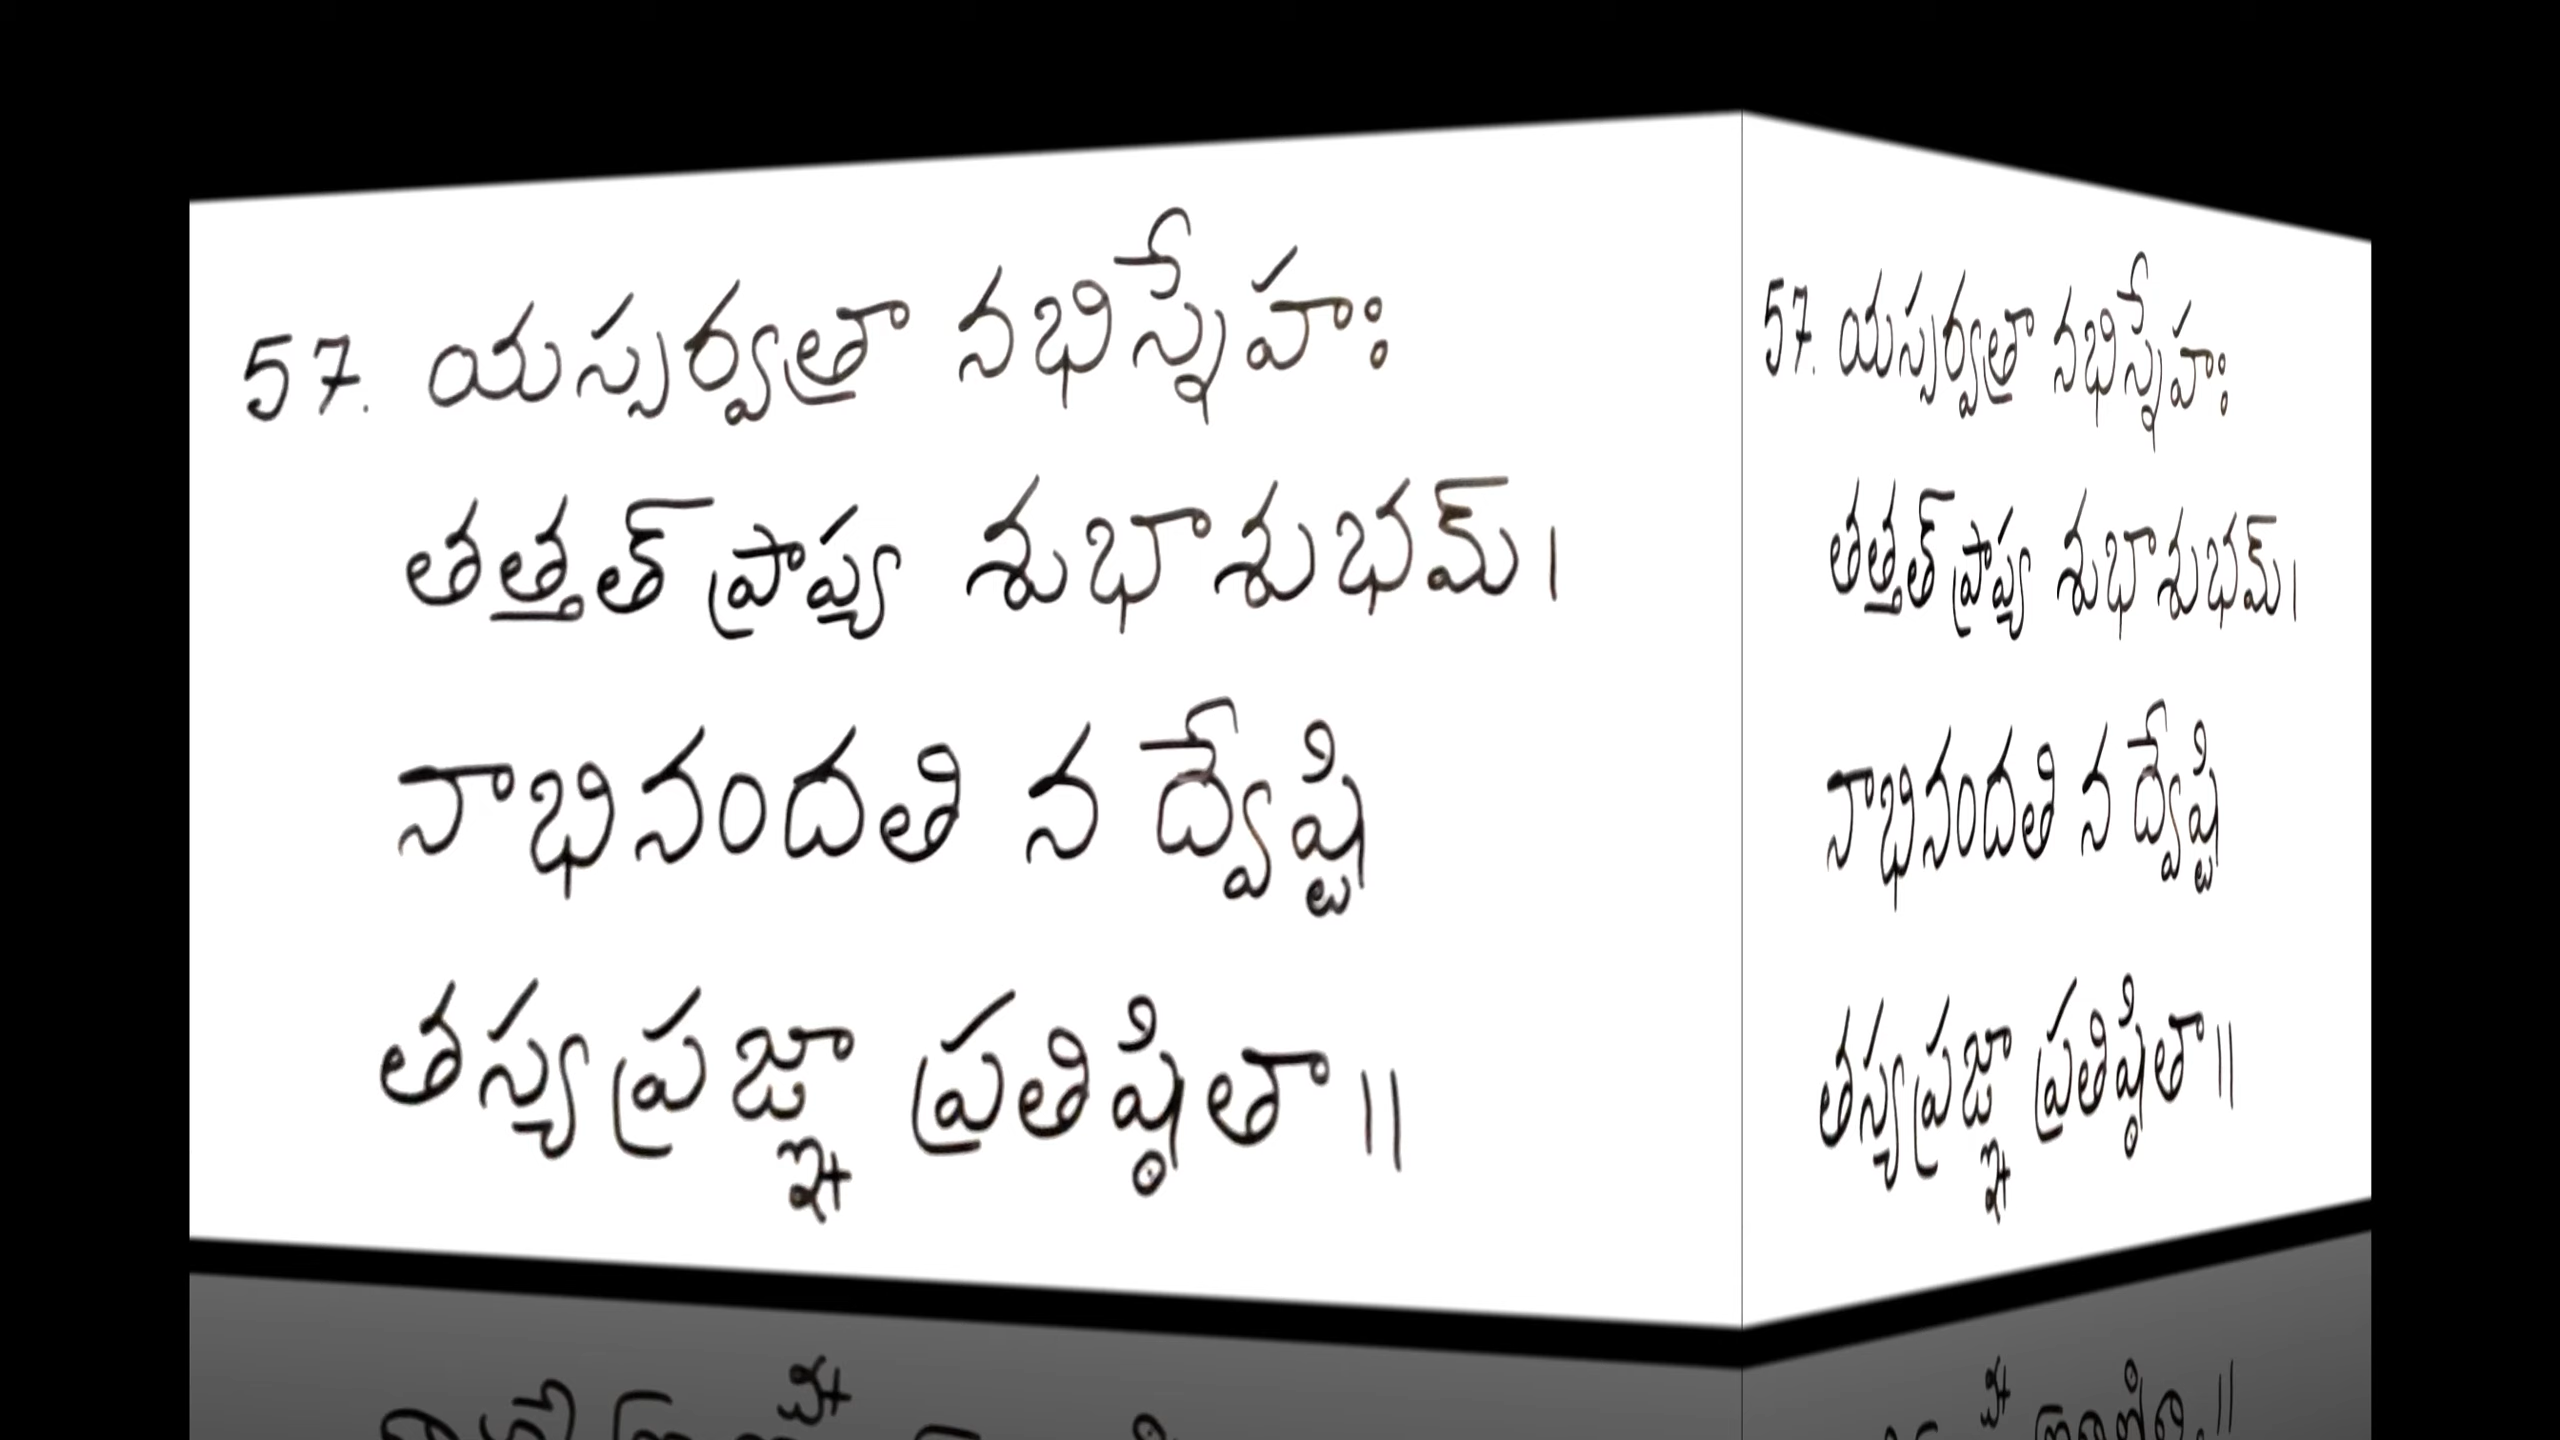 57. యస్సర్వత్రా నభిస్నేహః
తత్తత్ ప్రాప్య శుభాశుభమ్।
నాభినందతి న ద్వేష్టి
తస్య ప్రజ్ఞా ప్రతిష్ఠితా॥
57. యస్సర్వత్రా నభిస్నేహః
తత్తత్ ప్రాప్య శుభాశుభమ్।
నాభినందతి న ద్వేష్టి
తస్య ప్రజ్ఞా ప్రతిష్ఠితా॥